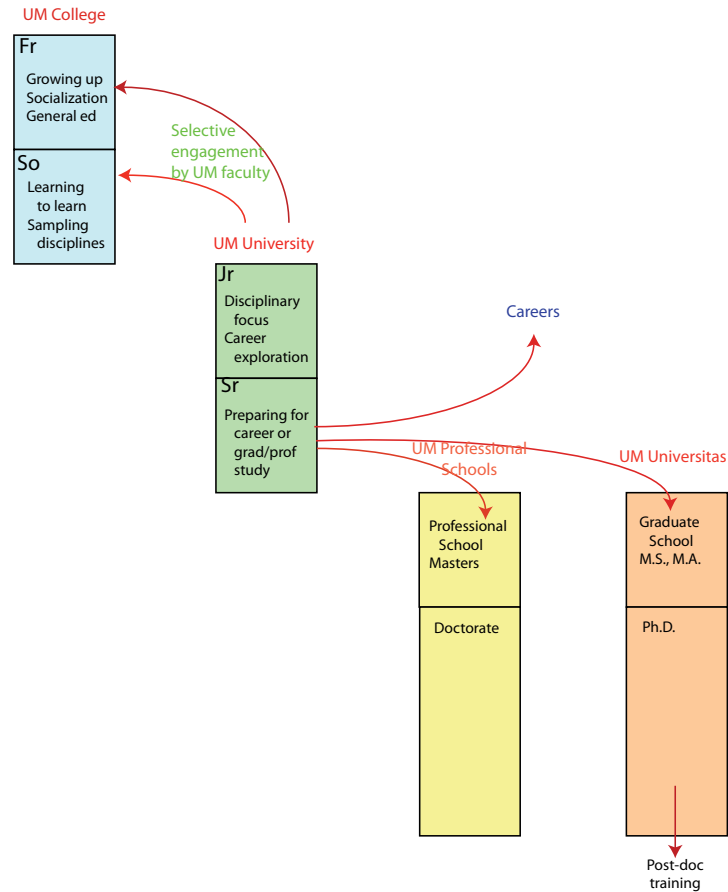 UM College
Fr
Growing up
Socialization
General ed
So
Learning
to learn
Sampling
disciplines
Selective
engagement
by UM faculty
UM University
Jr
Disciplinary
focus
Career
exploration
Sr
Preparing for
career or
grad/prof
study
Careers
UM Professional
Schools
Professional
School
Masters
Doctorate
UM Universitas
Graduate
School
M.S., M.A.
Ph.D.
Post-doc
training